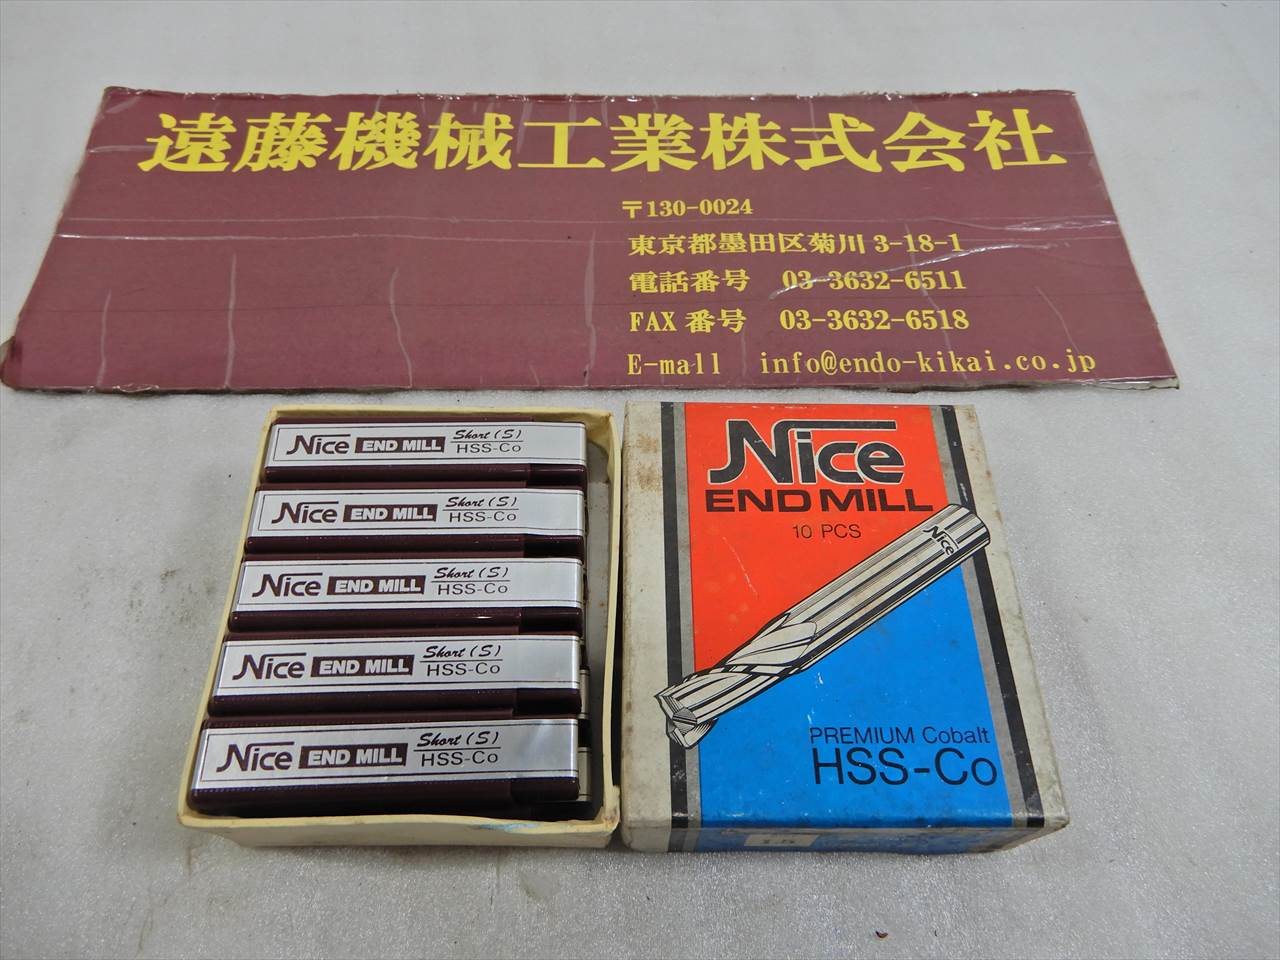 遠藤機械工業株式会社
〒130-0024
東京都墨田区菊川3-18-1
電話番号 03-3632-6511
FAX番号 03-3632-6518
E-mall info@endo-kikai.co.jp
Nice END MILL Short (S) HSS-Co
Nice END MILL Short (S) HSS-Co
Nice END MILL Short (S) HSS-Co
Nice END MILL Short (S) HSS-Co
Nice END MILL Short (S) HSS-Co
Nice
END MILL
10 PCS
Nice
PREMIUM Cobalt
HSS-Co